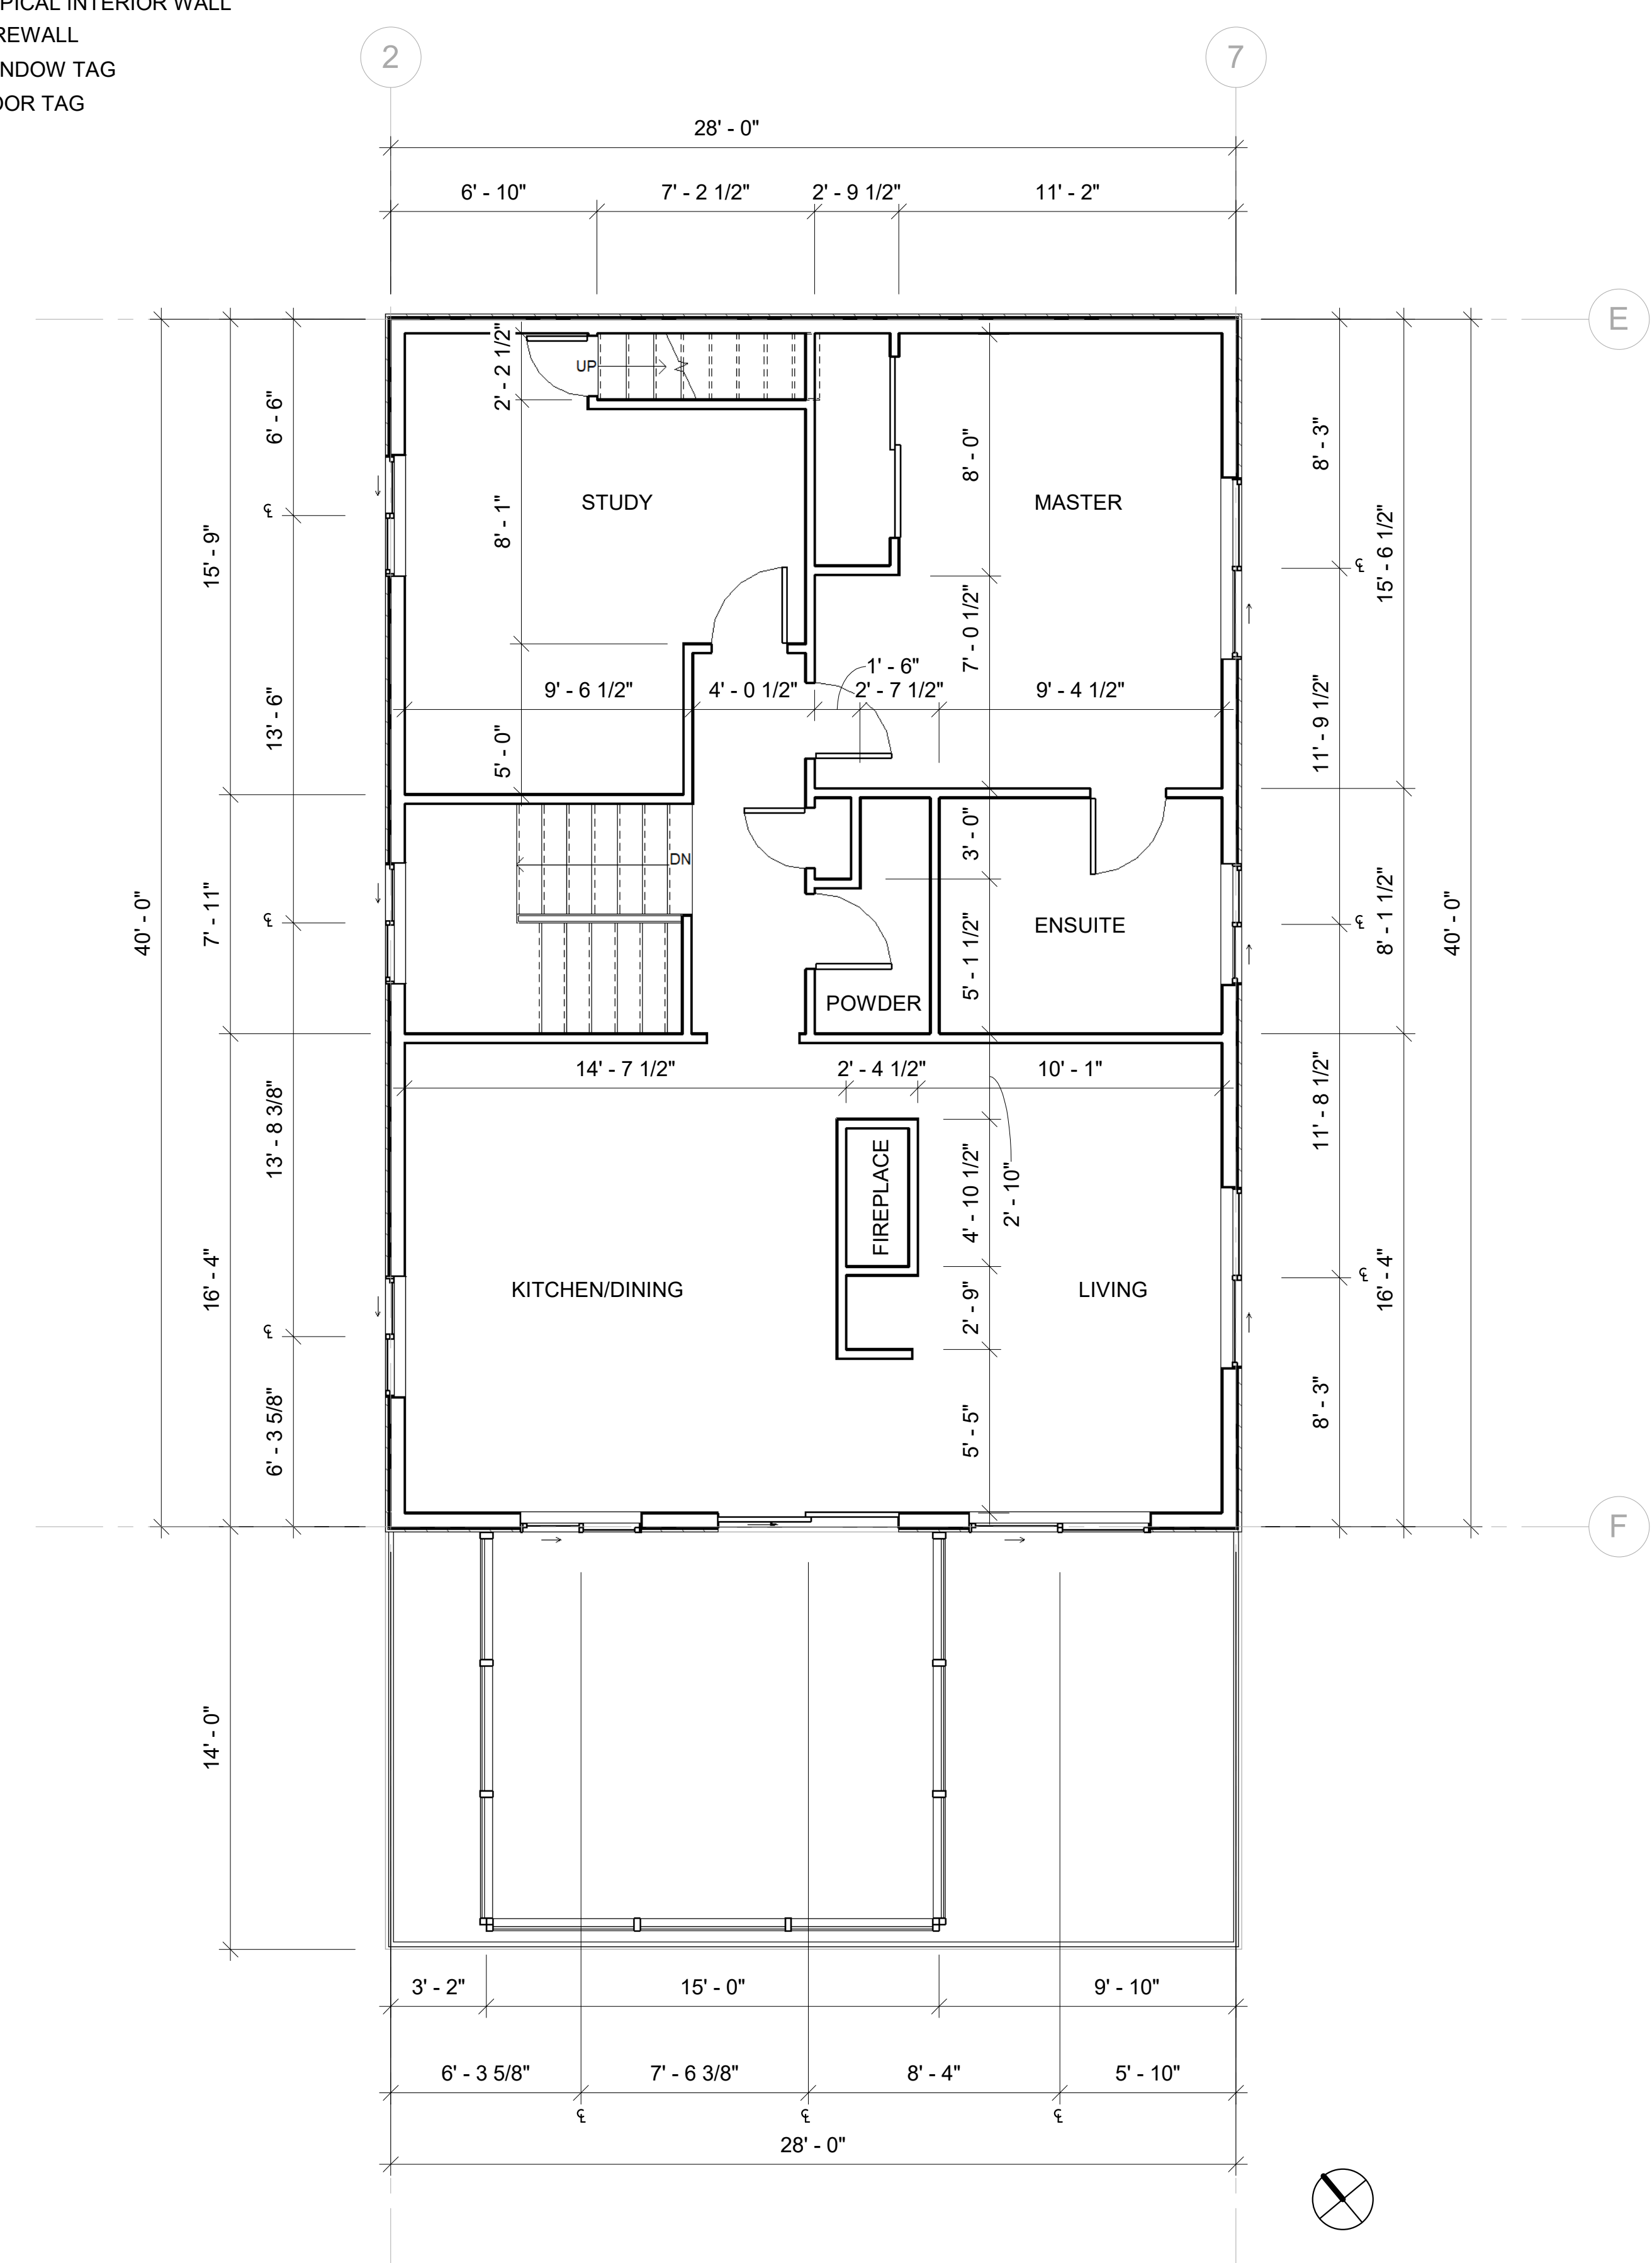 PICAL INTERIOR WALL
REWALL
NDOW TAG
OOR TAG
2
7
28' - 0"
6' - 10"
7' - 2 1/2"
2' - 9 1/2"
11' - 2"
E
2' - 2 1/2"
UP
6' - 6"
8' - 3"
8' - 0"
8' - 1"
STUDY
MASTER
℄
15' - 9"
15' - 6 1/2"
℄
7' - 0 1/2"
1' - 6"
9' - 6 1/2"
4' - 0 1/2"
2' - 7 1/2"
9' - 4 1/2"
13' - 6"
11' - 9 1/2"
5' - 0"
3' - 0"
DN
40' - 0"
7' - 11"
℄
5' - 1 1/2"
ENSUITE
℄
8' - 1 1/2"
40' - 0"
POWDER
14' - 7 1/2"
2' - 4 1/2"
10' - 1"
13' - 8 3/8"
11' - 8 1/2"
FIREPLACE
4' - 10 1/2"
2' - 10"
16' - 4"
KITCHEN/DINING
2' - 9"
LIVING
℄
16' - 4"
℄
6' - 3 5/8"
5' - 5"
8' - 3"
F
14' - 0"
3' - 2"
15' - 0"
9' - 10"
6' - 3 5/8"
7' - 6 3/8"
8' - 4"
5' - 10"
℄
℄
℄
28' - 0"